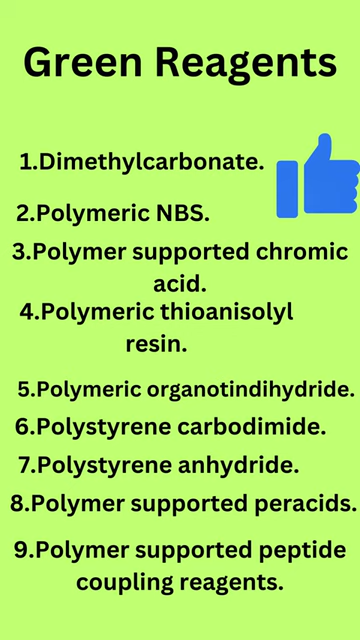 Green Reagents
1.Dimethylcarbonate.
2.Polymeric NBS.
3.Polymer supported chromic
acid.
4.Polymeric thioanisolyl
resin.
5.Polymeric organotindihydride.
6.Polystyrene carbodimide.
7.Polystyrene anhydride.
8.Polymer supported peracids.
9.Polymer supported peptide
coupling reagents.